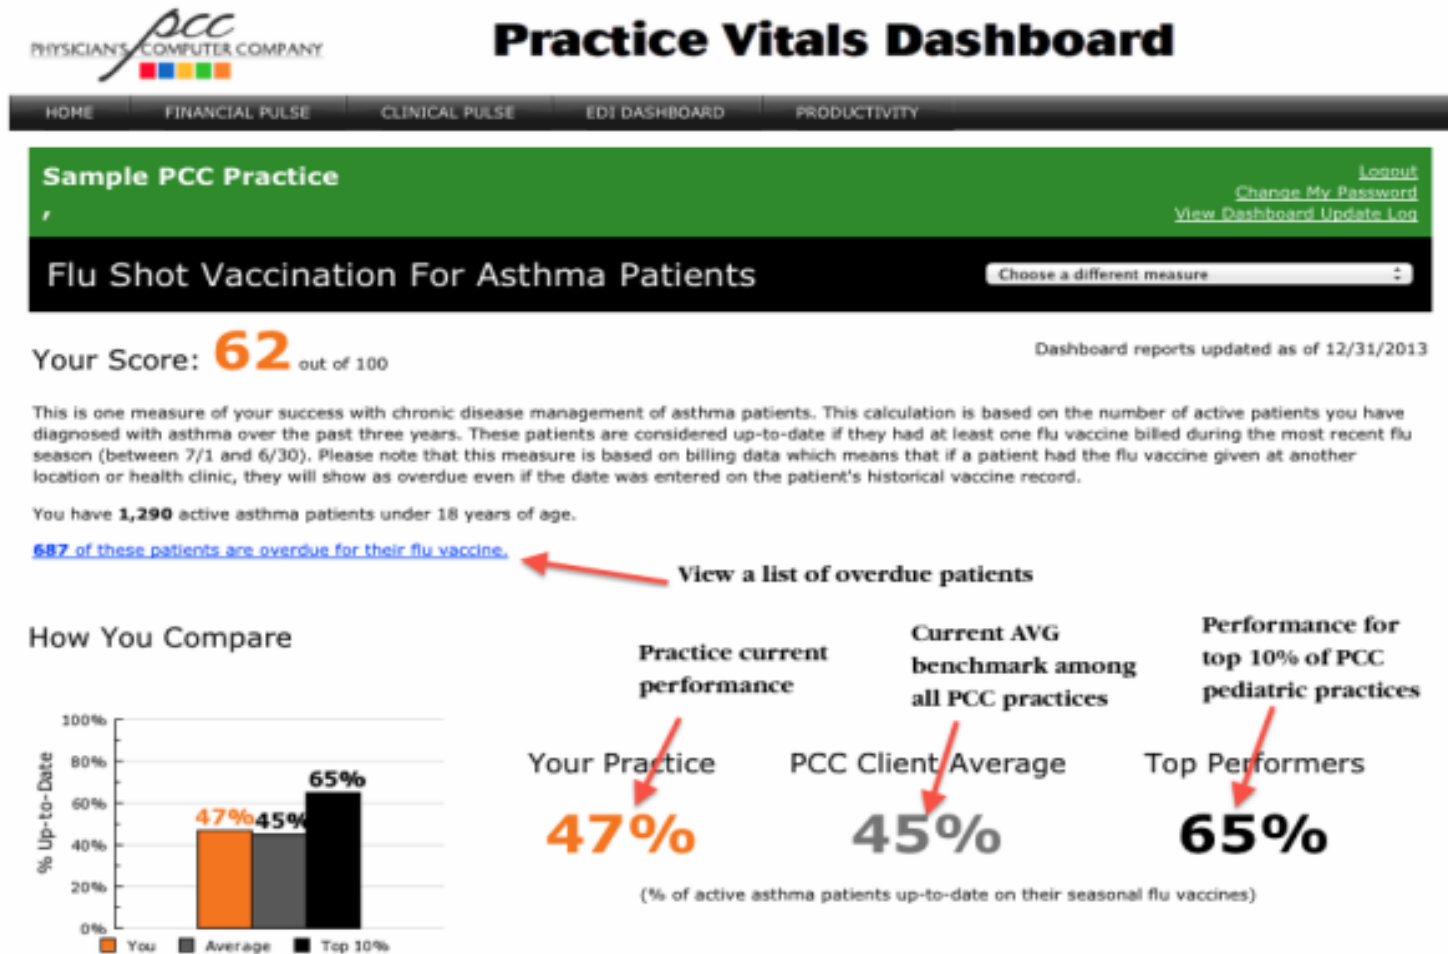 pcc
PHYSICIAN'S COMPUTER COMPANY
Practice Vitals Dashboard
HOME FINANCIAL PULSE CLINICAL PULSE EDI DASHBOARD PRODUCTIVITY
Sample PCC Practice
,
Logout
Change My Password
View Dashboard Update Log
Flu Shot Vaccination For Asthma Patients
Choose a different measure
Your Score: 62 out of 100
Dashboard reports updated as of 12/31/2013
This is one measure of your success with chronic disease management of asthma patients. This calculation is based on the number of active patients you have
diagnosed with asthma over the past three years. These patients are considered up-to-date if they had at least one flu vaccine billed during the most recent flu
season (between 7/1 and 6/30). Please note that this measure is based on billing data which means that if a patient had the flu vaccine given at another
location or health clinic, they will show as overdue even if the date was entered on the patient's historical vaccine record.
You have 1,290 active asthma patients under 18 years of age.
687 of these patients are overdue for their flu vaccine.
View a list of overdue patients
How You Compare
Practice current
performance
Current AVG
benchmark among
all PCC practices
Performance for
top 10% of PCC
pediatric practices
Your Practice
47%
PCC Client Average
45%
Top Performers
65%
(% of active asthma patients up-to-date on their seasonal flu vaccines)
% Up-to-Date
100%
80%
60%
40%
20%
0%
47%
45%
65%
You Average Top 10%